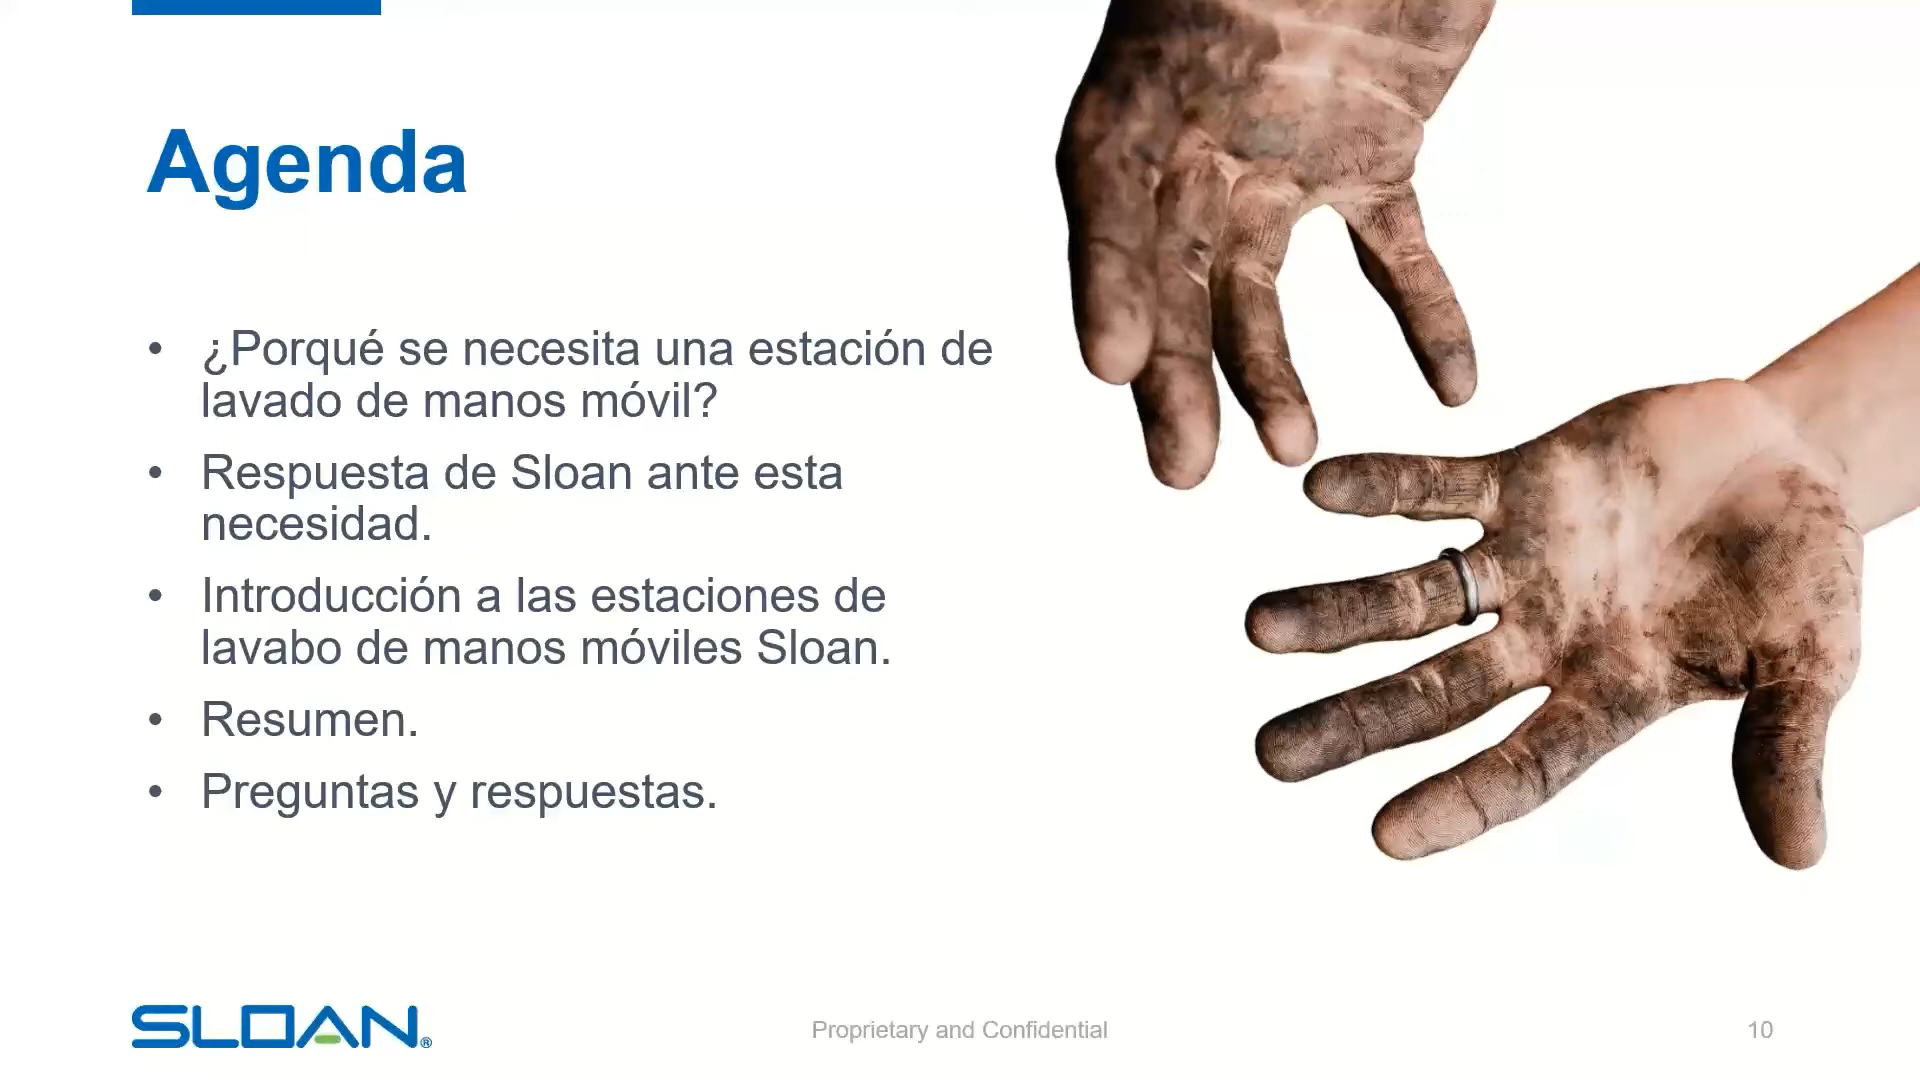 Agenda
• ¿Porqué se necesita una estación de
lavado de manos móvil?
• Respuesta de Sloan ante esta
necesidad.
• Introducción a las estaciones de
lavabo de manos móviles Sloan.
• Resumen.
• Preguntas y respuestas.
SLOAN®
Proprietary and Confidential
10